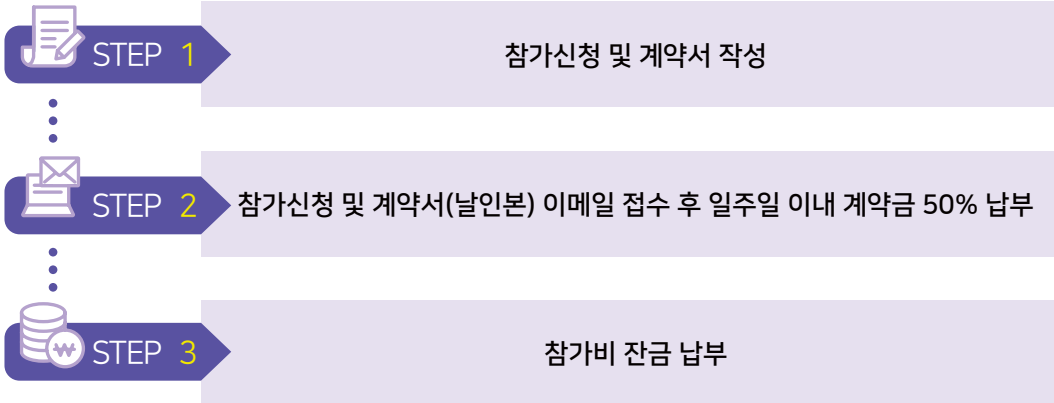 STEP 1
참가신청 및 계약서 작성
STEP 2
참가신청 및 계약서(날인본) 이메일 접수 후 일주일 이내 계약금 50% 납부
STEP 3
참가비 잔금 납부